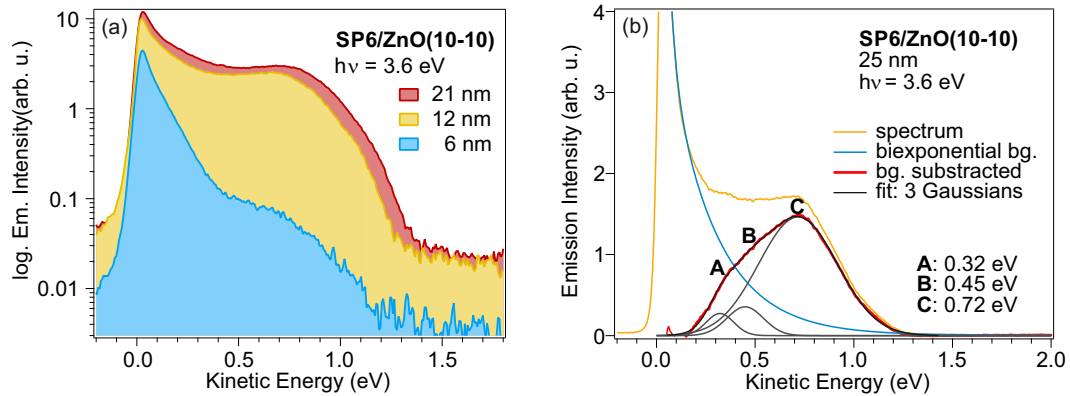 (a)
SP6/ZnO(10-10)
hν = 3.6 eV
21 nm
12 nm
6 nm
log. Em. Intensity(arb. u.)
10
1
0.1
0.01
0.0
0.5
1.0
1.5
Kinetic Energy (eV)
(b)
SP6/ZnO(10-10)
25 nm
hν = 3.6 eV
spectrum
biexponential bg.
bg. substracted
fit: 3 Gaussians
A
B
C
A: 0.32 eV
B: 0.45 eV
C: 0.72 eV
Emission Intensity (arb. u.)
4
3
2
1
0
0.0
0.5
1.0
1.5
2.0
Kinetic Energy (eV)